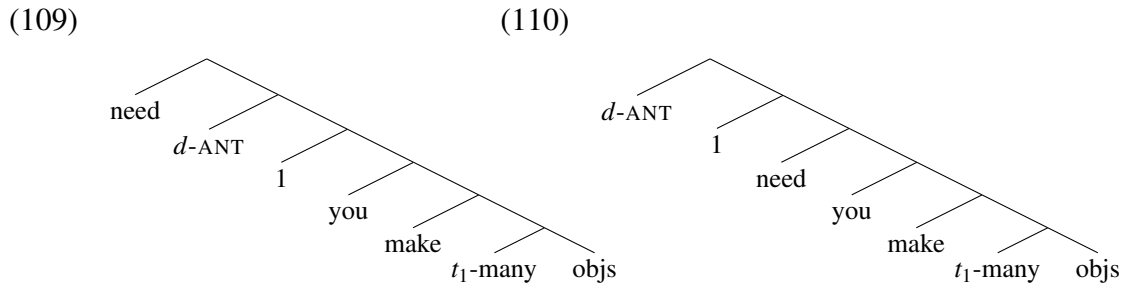 (109) (110)
need d-ANT
d-ANT 1
1 need
you you
make make
t₁-many objs t₁-many objs